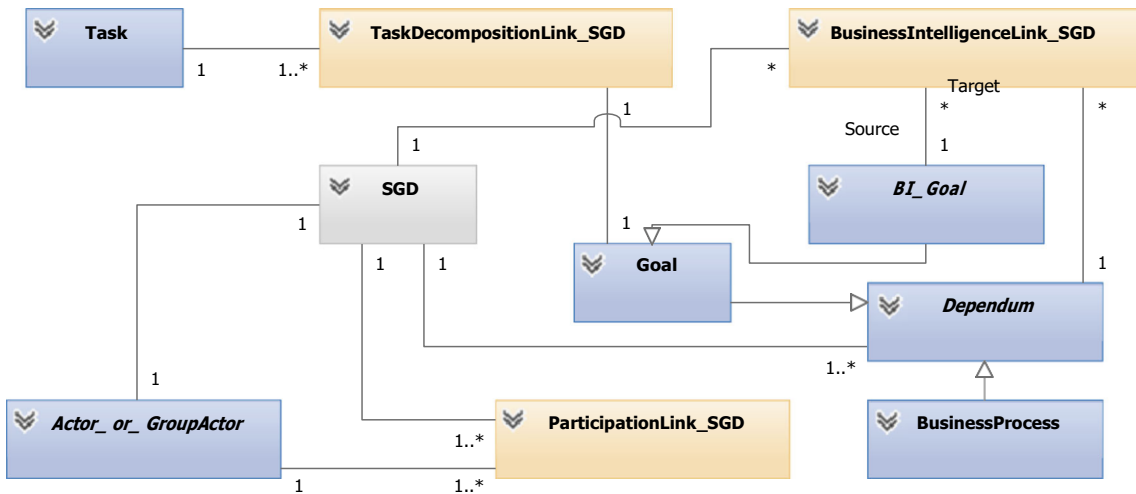 Task
TaskDecompositionLink_SGD
BusinessIntelligenceLink_SGD
1
1..*
*
Target
1
*
*
Source
1
1
SGD
BI_Goal
1
1
1
1
1
Goal
1
Dependum
1..*
1
Actor_ or_ GroupActor
ParticipationLink_SGD
BusinessProcess
1..*
1
1..*